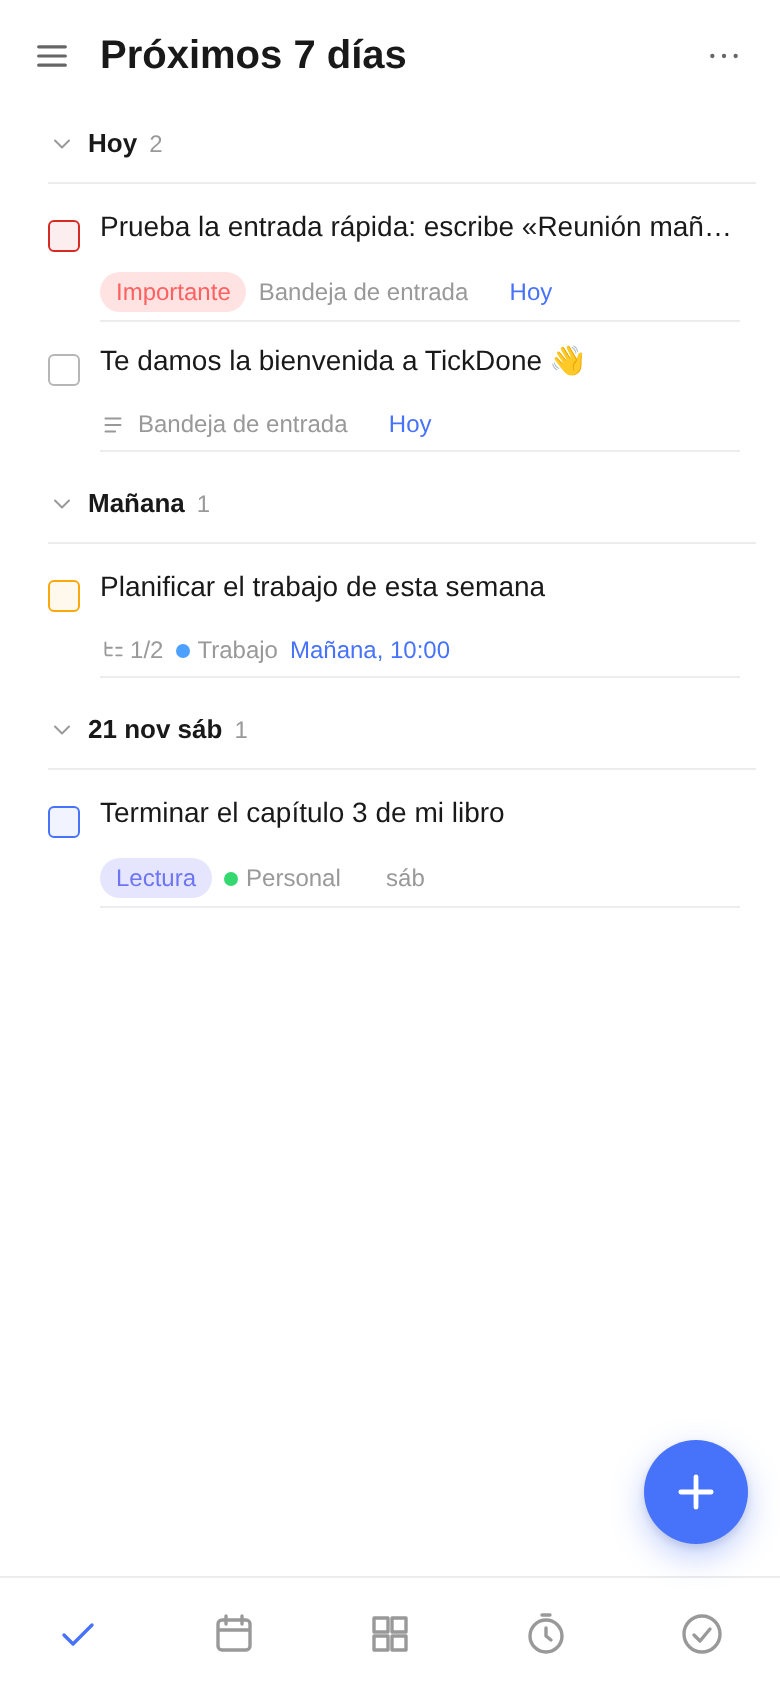 Próximos 7 días
Hoy 2
Prueba la entrada rápida: escribe «Reunión mañ…
Importante Bandeja de entrada Hoy
Te damos la bienvenida a TickDone 👋
Bandeja de entrada Hoy
Mañana 1
Planificar el trabajo de esta semana
1/2 Trabajo Mañana, 10:00
21 nov sáb 1
Terminar el capítulo 3 de mi libro
Lectura Personal sáb